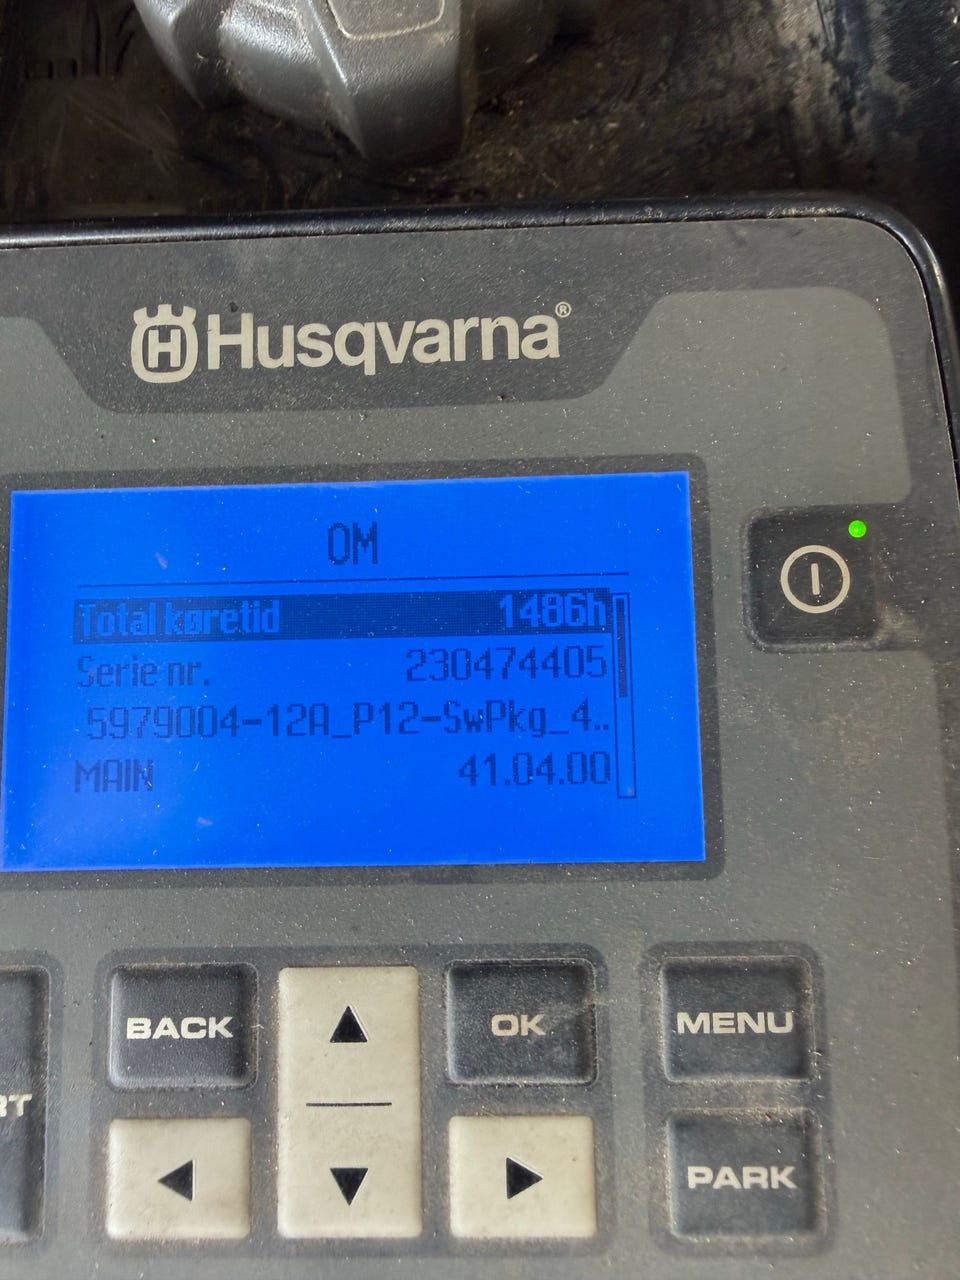 Husqvarna®
OM
Total køretid 1486h
Serie nr. 230474405
5979004-12A_P12-SwPkg_4..
MAIN 41.04.00
BACK
OK
MENU
RT
PARK